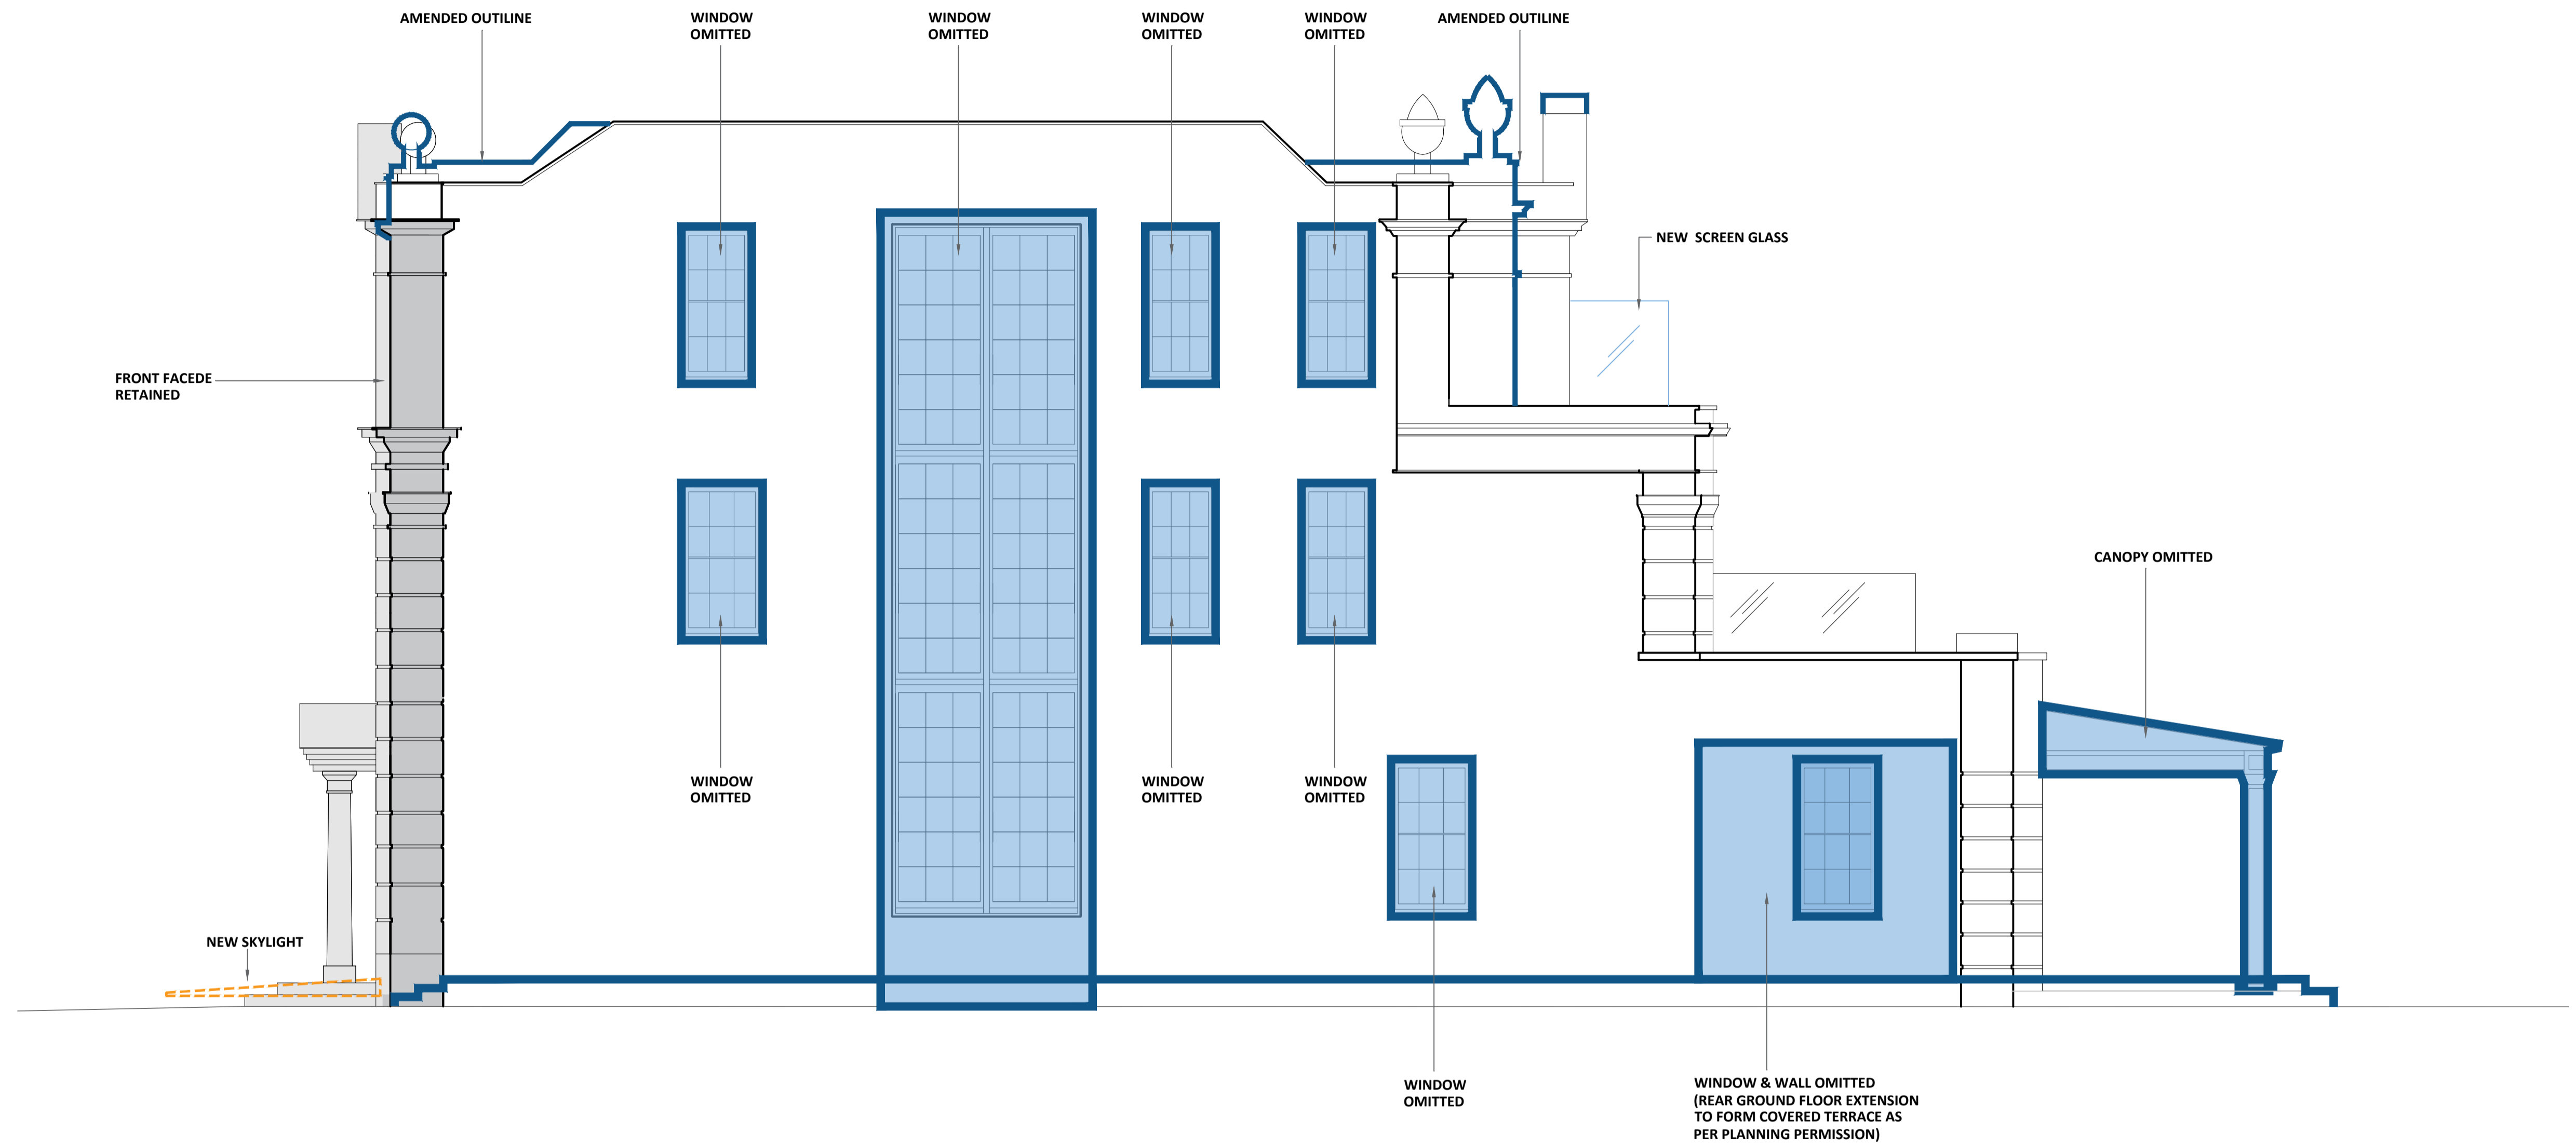 AMENDED OUTILINE
WINDOW
OMITTED
WINDOW
OMITTED
WINDOW
OMITTED
WINDOW
OMITTED
AMENDED OUTILINE
NEW SCREEN GLASS
FRONT FACEDE
RETAINED
CANOPY OMITTED
WINDOW
OMITTED
WINDOW
OMITTED
WINDOW
OMITTED
NEW SKYLIGHT
WINDOW
OMITTED
WINDOW & WALL OMITTED
(REAR GROUND FLOOR EXTENSION
TO FORM COVERED TERRACE AS
PER PLANNING PERMISSION)